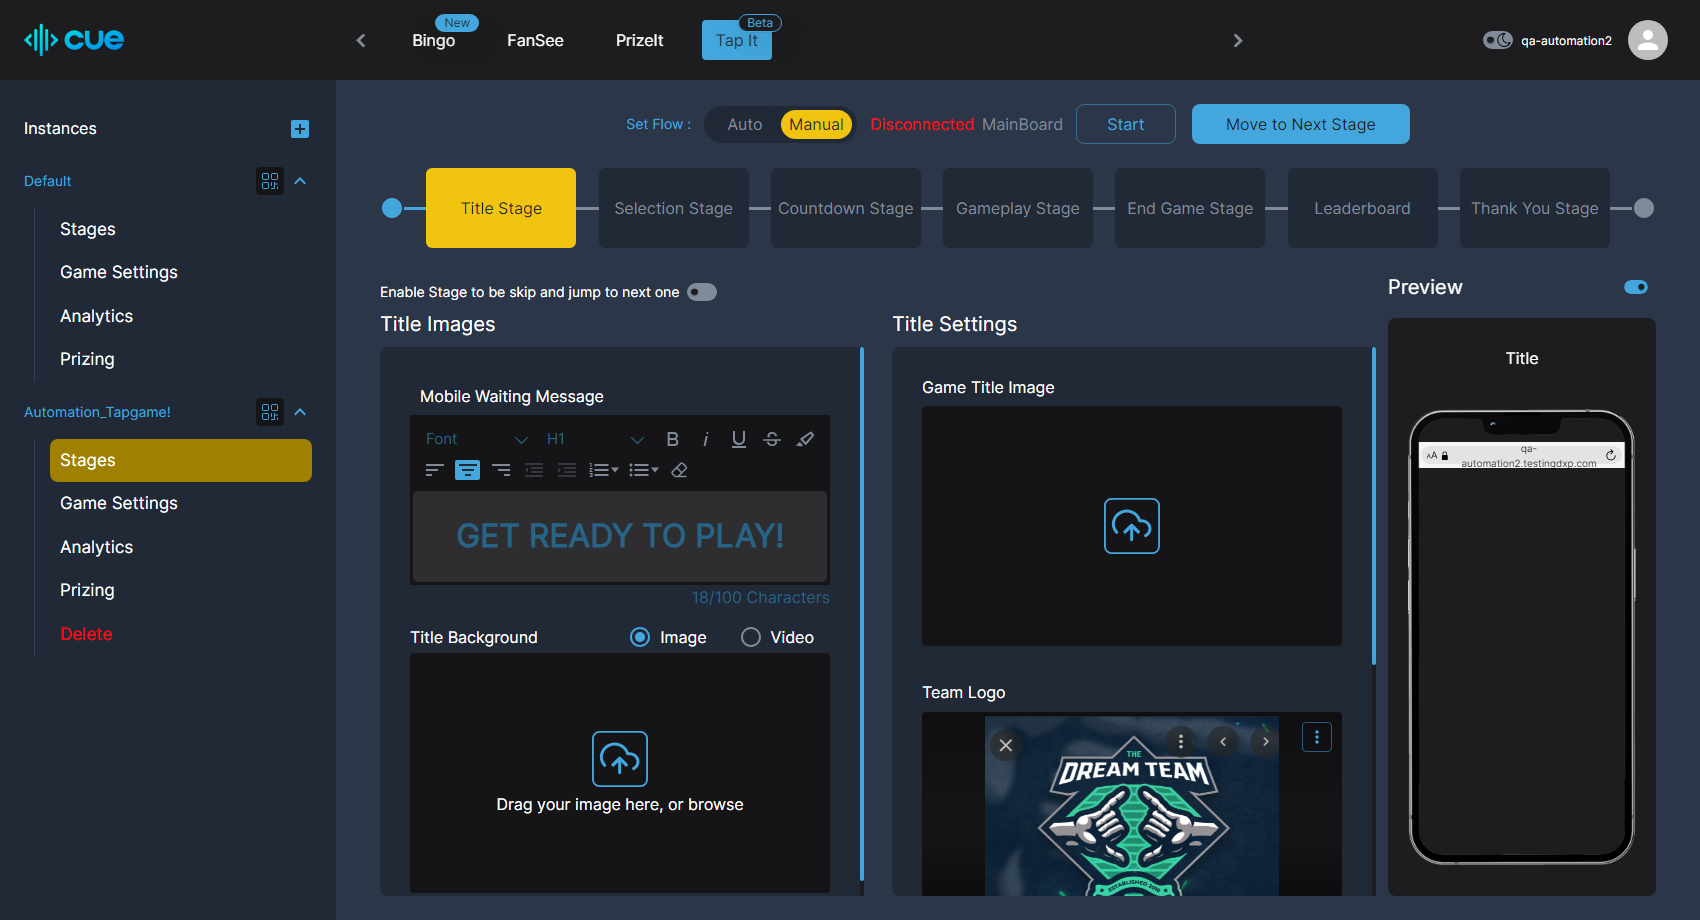 cue
Bingo
New
FanSee
PrizeIt
Tap It
Beta
qa-automation2
Instances
Default
Stages
Game Settings
Analytics
Prizing
Automation_Tapgame!
Stages
Game Settings
Analytics
Prizing
Delete
Set Flow :
Auto
Manual
Disconnected MainBoard
Start
Move to Next Stage
Title Stage
Selection Stage
Countdown Stage
Gameplay Stage
End Game Stage
Leaderboard
Thank You Stage
Enable Stage to be skip and jump to next one
Title Images
Mobile Waiting Message
Font
H1
B
i
U
S
GET READY TO PLAY!
18/100 Characters
Title Background
Image
Video
Drag your image here, or browse
Title Settings
Game Title Image
Team Logo
THE
DREAM TEAM
ESTABLISHED 2010
Preview
Title
AA
qa-
automation2.testingdxp.com